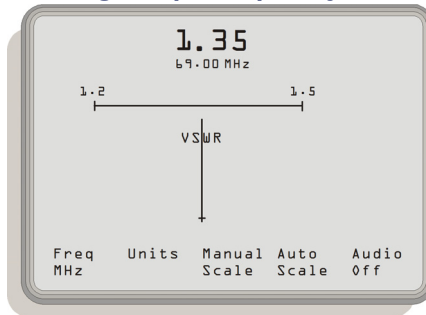 1.35
69.00 MHz
1.2 1.5
VSWR
Freq Units Manual Auto Audio
MHz Scale Scale Off